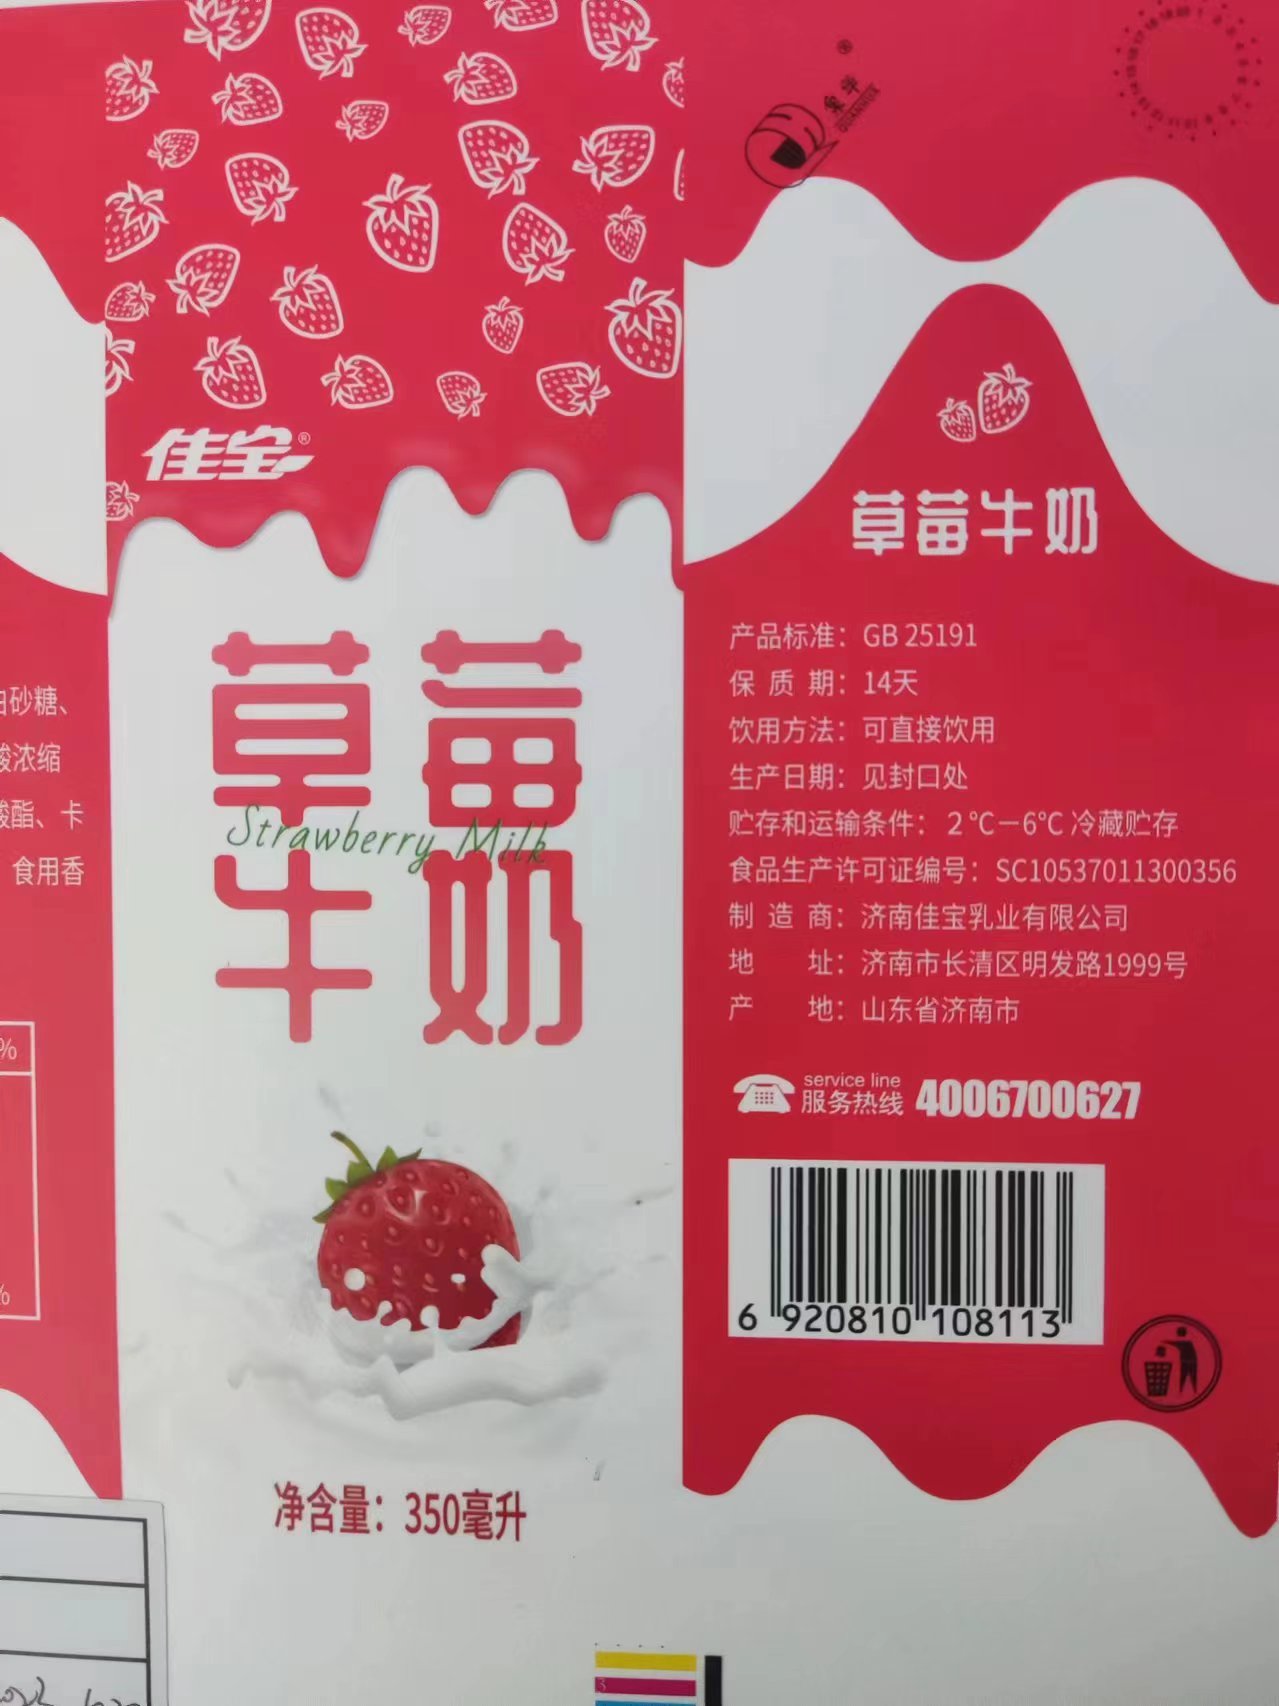 泉华
QUANHUA
佳宝
草莓
Strawberry Milk
牛奶
净含量：350毫升
白砂糖、
酸浓缩
酸酯、卡
食用香
%
%
草莓牛奶
产品标准：GB 25191
保质期：14天
饮用方法：可直接饮用
生产日期：见封口处
贮存和运输条件：2℃－6℃ 冷藏贮存
食品生产许可证编号：SC10537011300356
制造商：济南佳宝乳业有限公司
地址：济南市长清区明发路1999号
产地：山东省济南市
service line
服务热线 4006700627
6 920810 108113
3